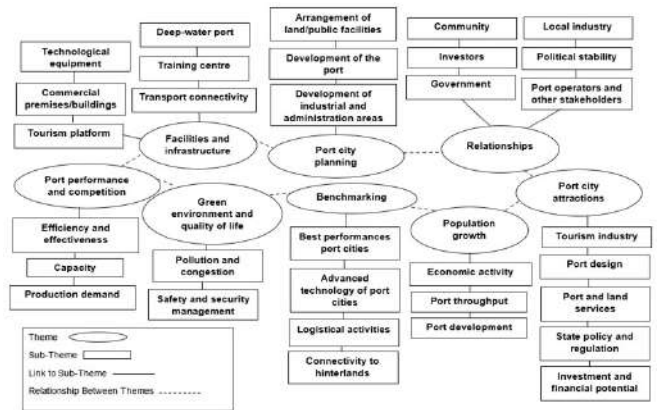 Technological
equipment
Commercial
premises/buildings
Tourism platform
Deep-water port
Training centre
Transport connectivity
Facilities and
infrastructure
Arrangement of
land/public facilities
Development of the
port
Development of
industrial and
administration areas
Port city
planning
Community
Investors
Government
Local industry
Political stability
Port operators and
other stakeholders
Relationships
Port performance
and competition
Efficiency and
effectiveness
Capacity
Production demand
Green
environment and
quality of life
Pollution and
congestion
Safety and security
management
Benchmarking
Best performances
port cities
Advanced
technology of port
cities
Logistical activities
Connectivity to
hinterlands
Population
growth
Economic activity
Port throughput
Port development
Port city
attractions
Tourism industry
Port design
Port and land
services
State policy and
regulation
Investment and
financial potential
Theme
Sub-Theme
Link to Sub-Theme
Relationship Between Themes